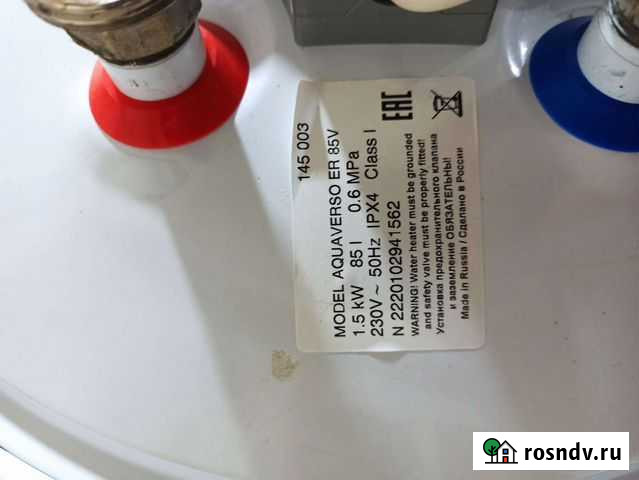 145 003
EAC
MODEL AQUAVERSO ER 85V
1.5 kW 85 l 0.6 MPa
230V ~ 50Hz IPX4 Class I
N 2220102941562
WARNING! Water heater must be grounded
and safety valve must be properly fitted!
Установка предохранительного клапана
и заземление ОБЯЗАТЕЛЬНЫ!
Made in Russia / Сделано в России
rosndv.ru